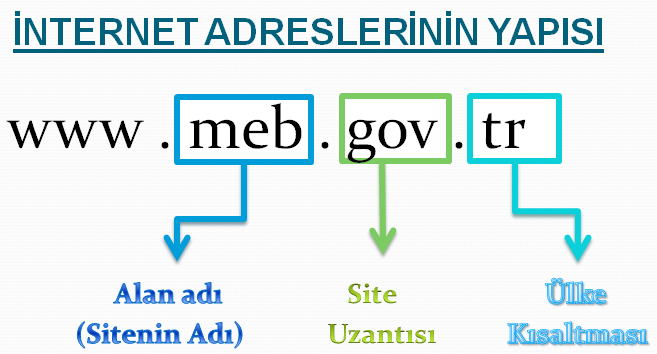 İNTERNET ADRESLERİNİN YAPISI
www .meb.gov.tr
Alan adı
(Sitenin Adı)
Site
Uzantısı
Ülke
Kısaltması